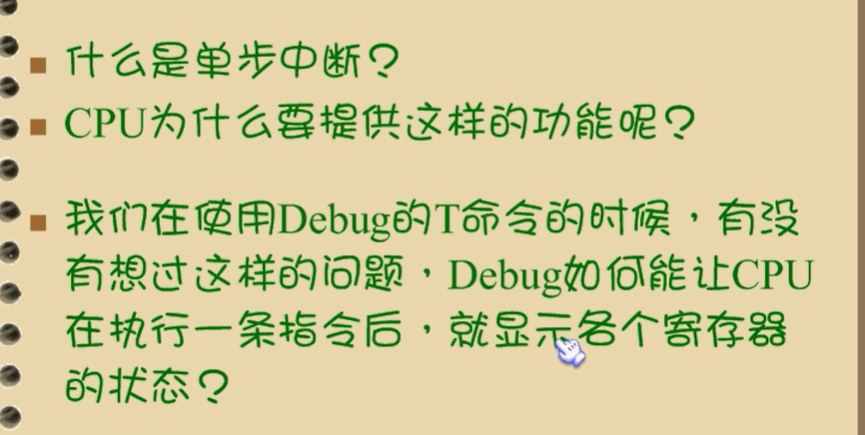 什么是单步中断？
CPU为什么要提供这样的功能呢？
我们在使用Debug的T命令的时候，有没
有想过这样的问题，Debug如何能让CPU
在执行一条指令后，就显示各个寄存器
的状态？